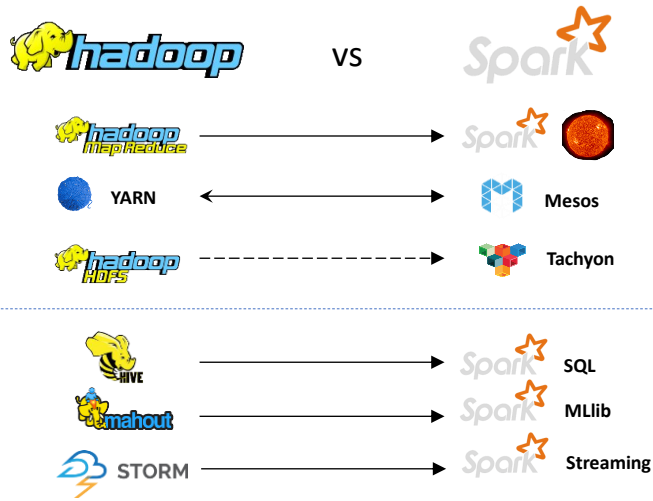 hadoop vs Spark
hadoop Map Reduce Spark
YARN Mesos
hadoop HDFS Tachyon
HIVE Spark SQL
mahout Spark MLlib
STORM Spark Streaming